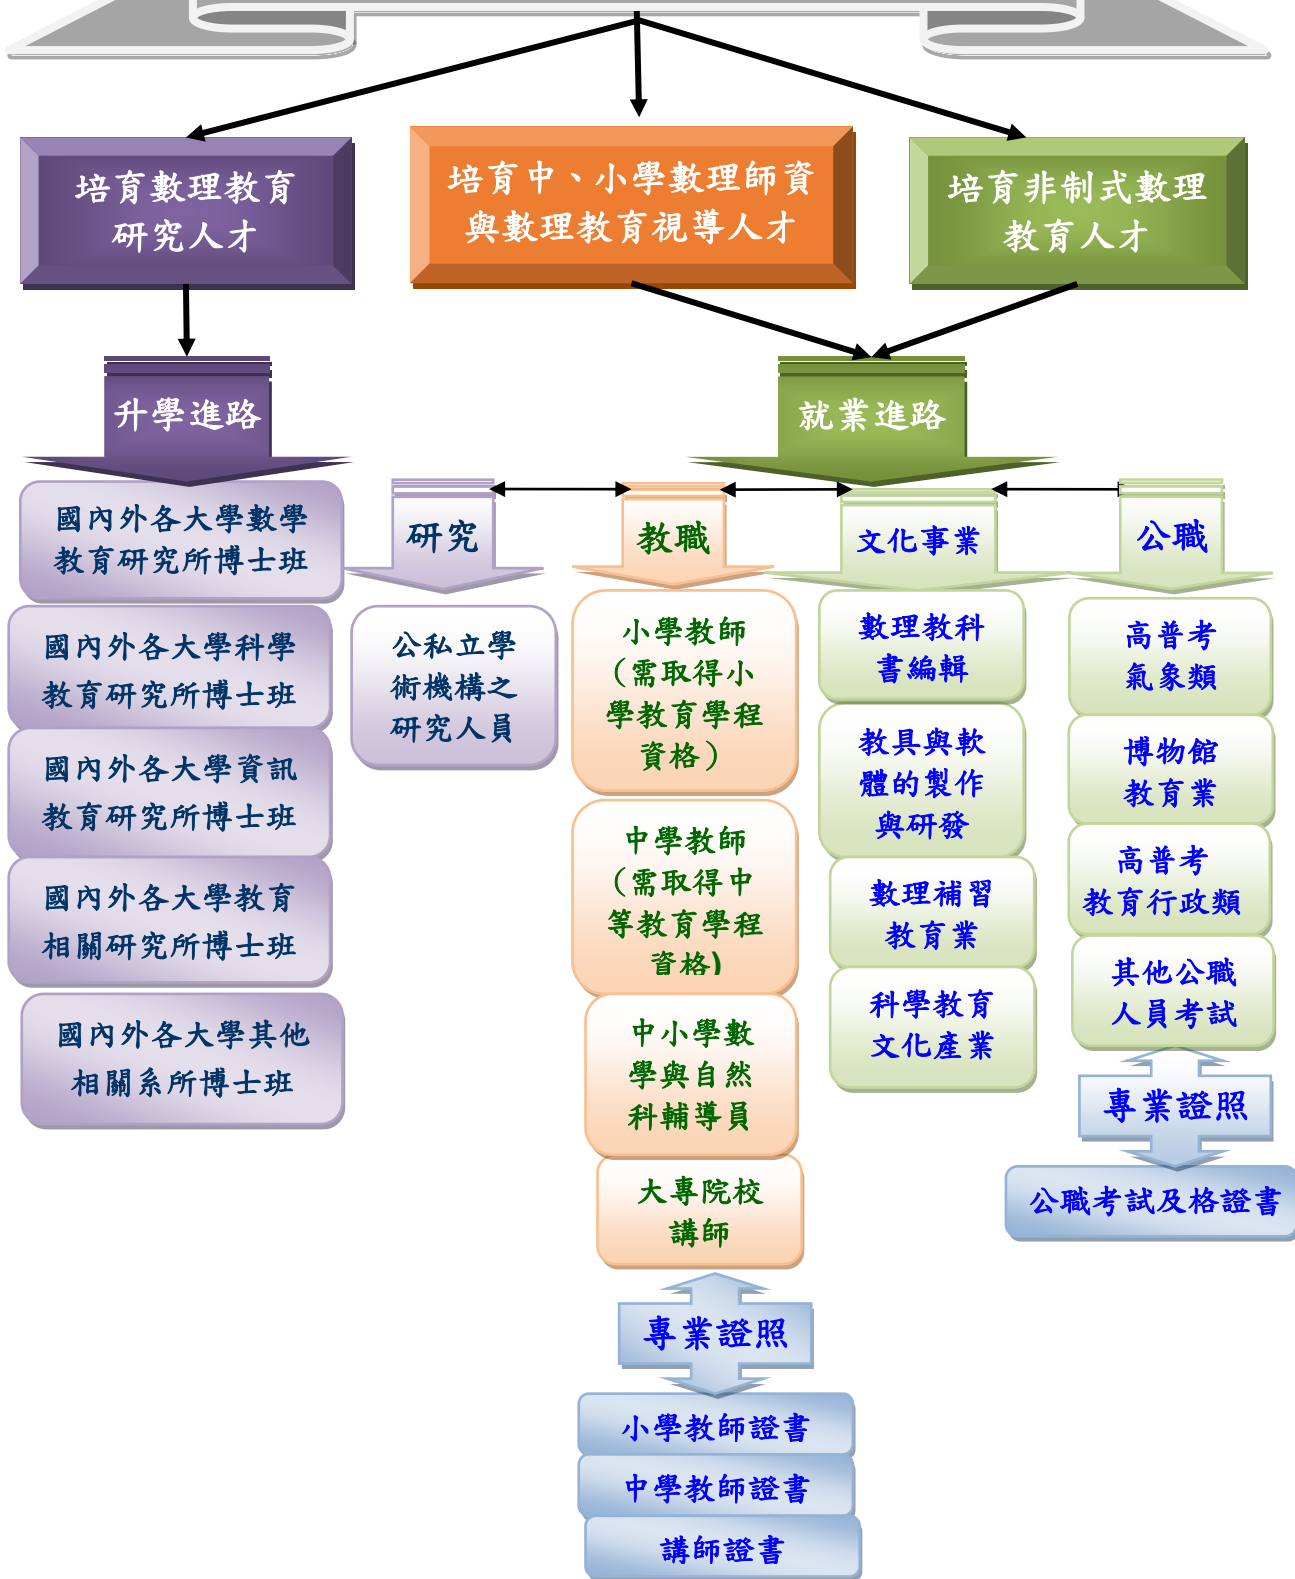 培育數理教育
研究人才
培育中、小學數理師資
與數理教育視導人才
培育非制式數理
教育人才
升學進路
就業進路
國內外各大學數學
教育研究所博士班
國內外各大學科學
教育研究所博士班
國內外各大學資訊
教育研究所博士班
國內外各大學教育
相關研究所博士班
國內外各大學其他
相關系所博士班
研究
公私立學
術機構之
研究人員
教職
小學教師
（需取得小
學教育學程
資格）
中學教師
（需取得中
等教育學程
資格)
中小學數
學與自然
科輔導員
大專院校
講師
專業證照
小學教師證書
中學教師證書
講師證書
文化事業
數理教科
書編輯
教具與軟
體的製作
與研發
數理補習
教育業
科學教育
文化產業
公職
高普考
氣象類
博物館
教育業
高普考
教育行政類
其他公職
人員考試
專業證照
公職考試及格證書